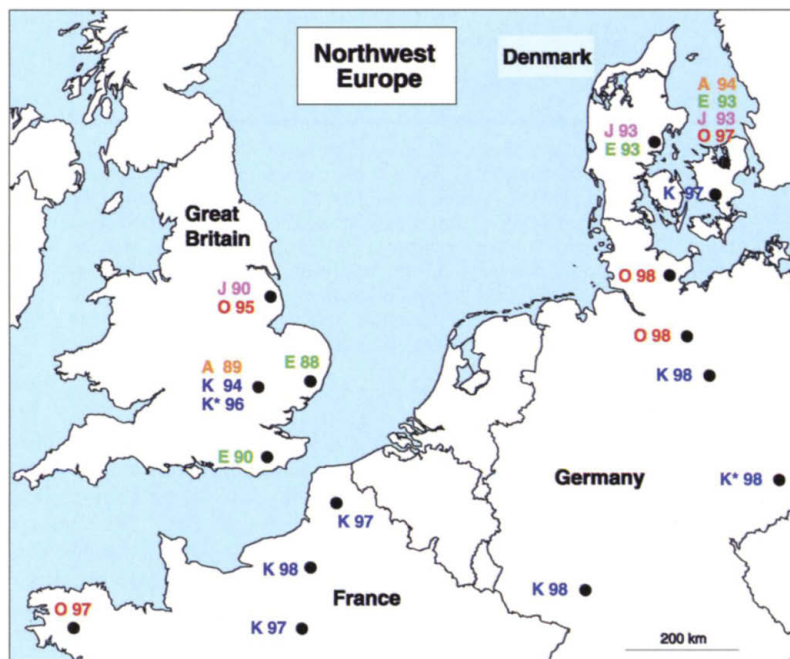 Northwest
Europe
Denmark
A 94
E 93
J 93
O 97
J 93
E 93
K 97
Great
Britain
O 98
J 90
O 95
O 98
A 89
K 94
K* 96
E 88
K 98
E 90
Germany
K* 98
K 97
K 98
France
K 98
O 97
K 97
200 km